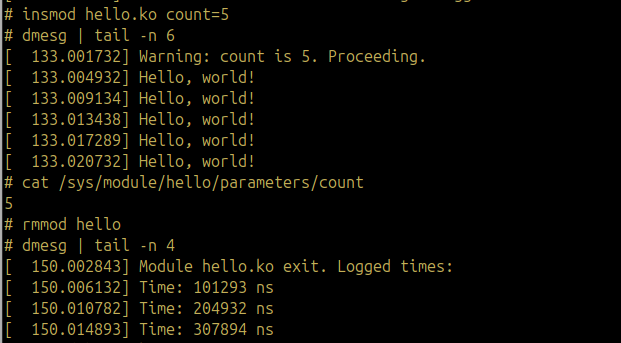 # insmod hello.ko count=5
# dmesg | tail -n 6
[  133.001732] Warning: count is 5. Proceeding.
[  133.004932] Hello, world!
[  133.009134] Hello, world!
[  133.013438] Hello, world!
[  133.017289] Hello, world!
[  133.020732] Hello, world!
# cat /sys/module/hello/parameters/count
5
# rmmod hello
# dmesg | tail -n 4
[  150.002843] Module hello.ko exit. Logged times:
[  150.006132] Time: 101293 ns
[  150.010782] Time: 204932 ns
[  150.014893] Time: 307894 ns